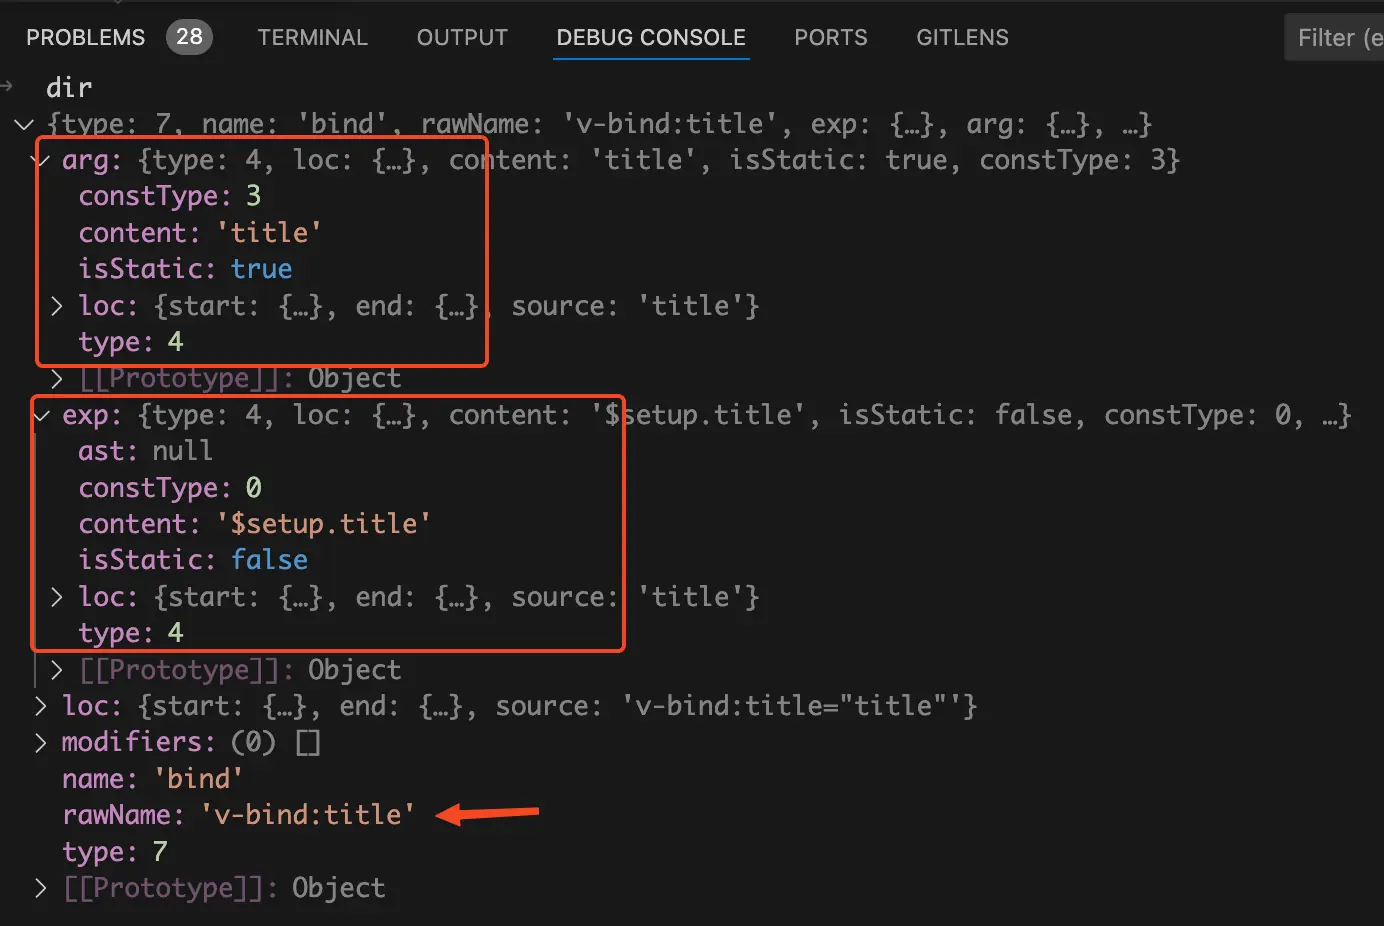 PROBLEMS 28 TERMINAL OUTPUT DEBUG CONSOLE PORTS GITLENS Filter (e
dir
{type: 7, name: 'bind', rawName: 'v-bind:title', exp: {…}, arg: {…}, …}
arg: {type: 4, loc: {…}, content: 'title', isStatic: true, constType: 3}
constType: 3
content: 'title'
isStatic: true
loc: {start: {…}, end: {…}, source: 'title'}
type: 4
[[Prototype]]: Object
exp: {type: 4, loc: {…}, content: '$setup.title', isStatic: false, constType: 0, …}
ast: null
constType: 0
content: '$setup.title'
isStatic: false
loc: {start: {…}, end: {…}, source: 'title'}
type: 4
[[Prototype]]: Object
loc: {start: {…}, end: {…}, source: 'v-bind:title="title"'}
modifiers: (0) []
name: 'bind'
rawName: 'v-bind:title'
type: 7
[[Prototype]]: Object